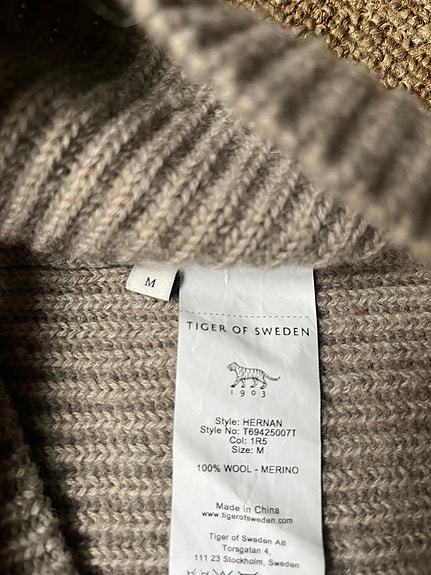 M
TIGER OF SWEDEN
1903
Style: HERNAN
Style No: T69425007T
Col: 1R5
Size: M
100% WOOL - MERINO
Made in China
www.tigerofsweden.com
Tiger of Sweden AB
Torsgatan 4,
111 23 Stockholm, Sweden